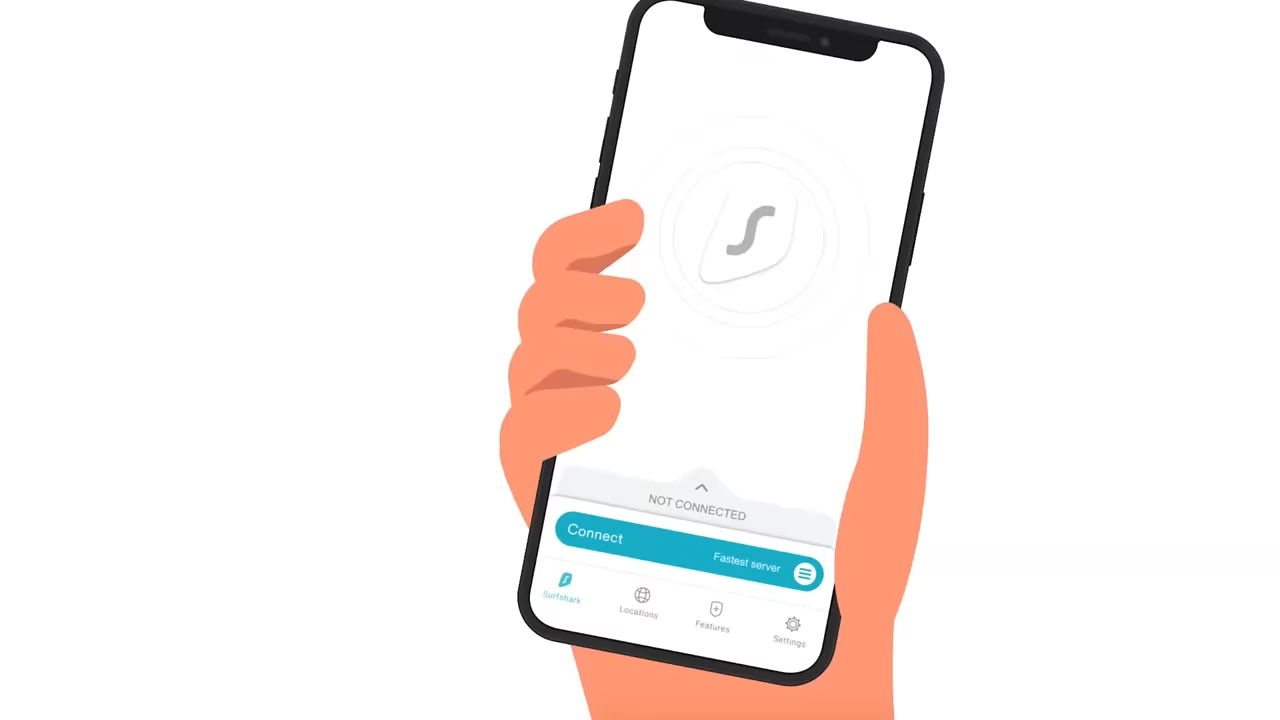 NOT CONNECTED
Connect
Fastest server
Surfshark
Locations
Features
Settings